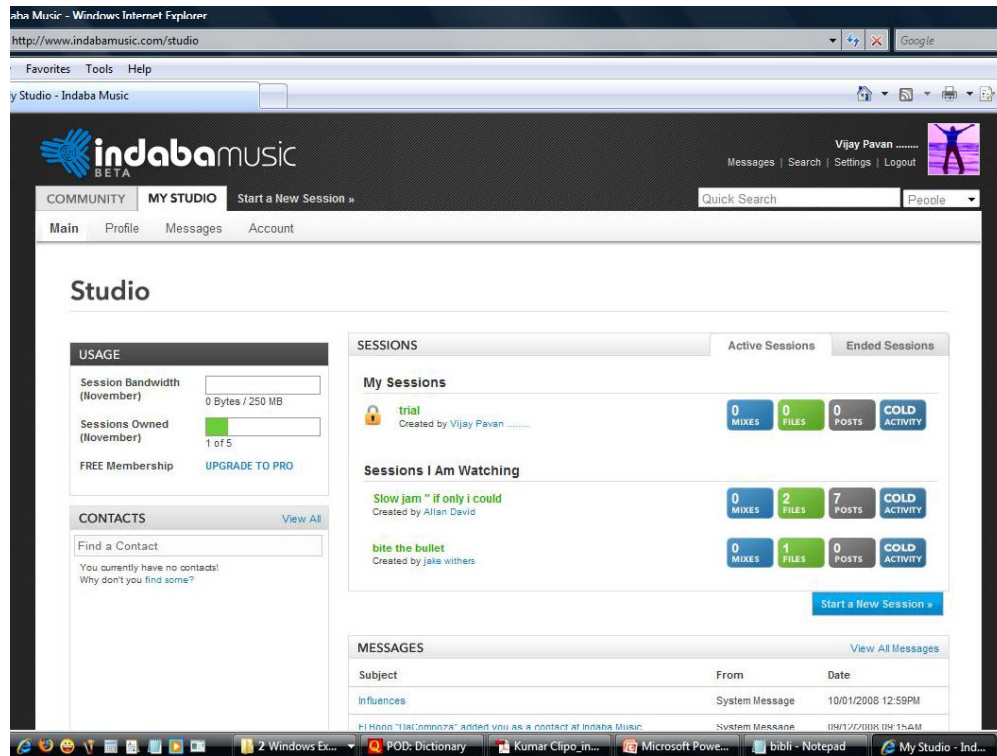 aba Music - Windows Internet Explorer
http://www.indabamusic.com/studio
Google
Favorites Tools Help
y Studio - Indaba Music
indabamusic
BETA
Vijay Pavan ........
Messages | Search | Settings | Logout
COMMUNITY MY STUDIO Start a New Session »
Quick Search People
Main Profile Messages Account
Studio
USAGE
Session Bandwidth
(November)
0 Bytes / 250 MB
Sessions Owned
(November)
1 of 5
FREE Membership UPGRADE TO PRO
CONTACTS View All
Find a Contact
You currently have no contacts!
Why don't you find some?
SESSIONS Active Sessions Ended Sessions
My Sessions
trial
Created by Vijay Pavan ........
0 MIXES 0 FILES 0 POSTS COLD ACTIVITY
Sessions I Am Watching
Slow jam " if only i could
Created by Allan David
0 MIXES 2 FILES 7 POSTS COLD ACTIVITY
bite the bullet
Created by jake withers
0 MIXES 1 FILES 0 POSTS COLD ACTIVITY
Start a New Session »
MESSAGES View All Messages
Subject From Date
Influences System Message 10/01/2008 12:59PM
"DaCompoza" added you as a contact at Indaba Music System Message 09/12/2008 09:15AM
2 Windows Ex... POD: Dictionary Kumar Clipo_in... Microsoft Powe... bibli - Notepad My Studio - Ind...